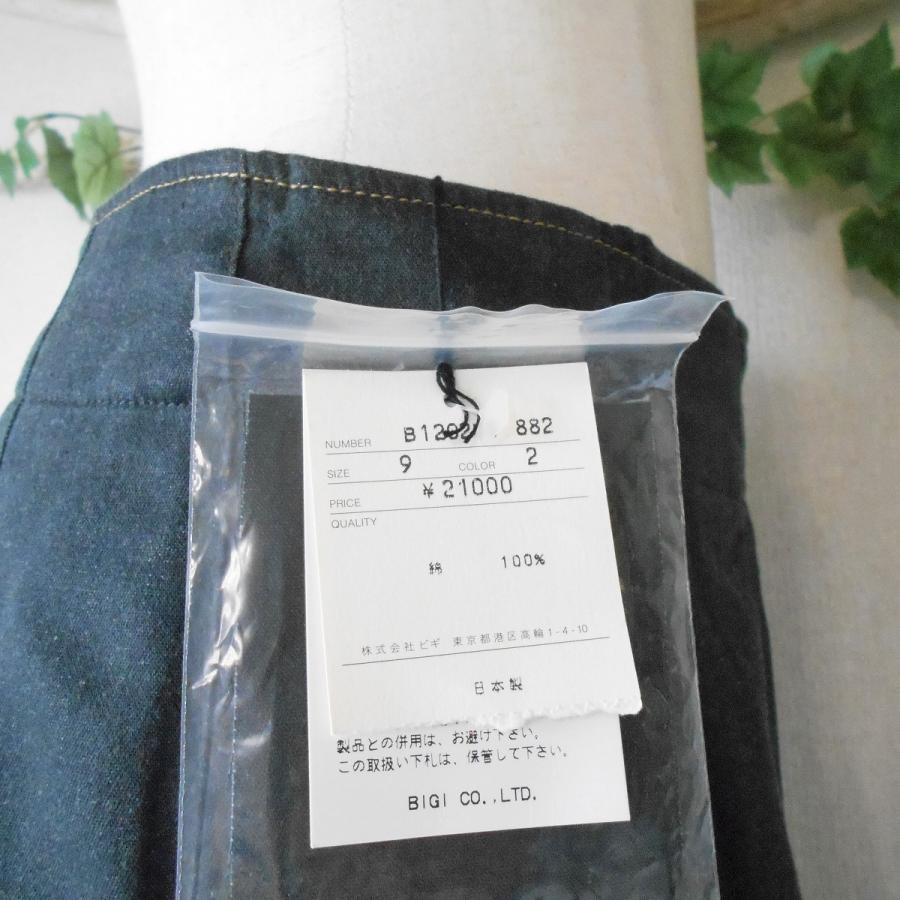 NUMBER 882
SIZE 9 COLOR 2
PRICE ¥21000
QUALITY
綿 100%
株式会社ビギ 東京都港区高輪1-4-10
日本製
製品との併用は、お避け下さい。
この取扱い下札は、保管して下さい。
BIGI CO.,LTD.